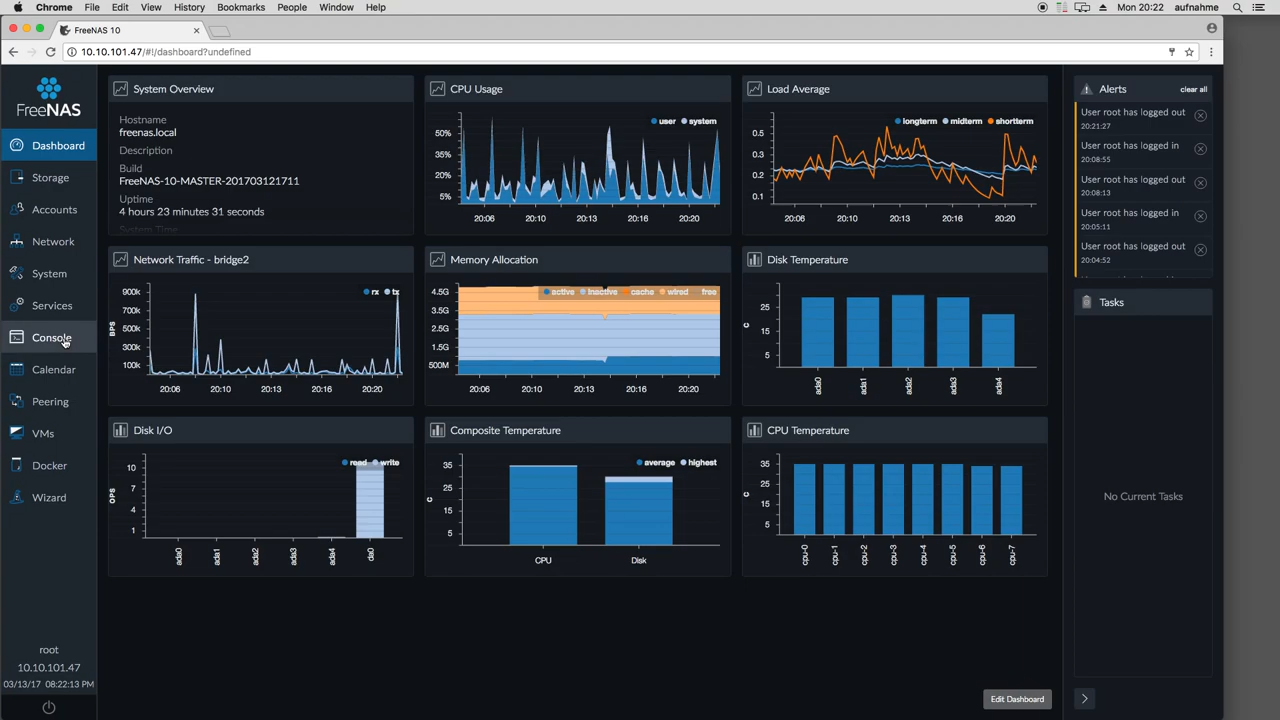 Chrome File Edit View History Bookmarks People Window Help Mon 20:22 aufnahme
FreeNAS 10
10.10.101.47/#!/dashboard?undefined
FreeNAS
Dashboard
Storage
Accounts
Network
System
Services
Console
Calendar
Peering
VMs
Docker
Wizard
root
10.10.101.47
03/13/17 08:22:13 PM
System Overview
Hostname
freenas.local
Description
Build
FreeNAS-10-MASTER-201703121711
Uptime
4 hours 23 minutes 31 seconds
System Time
CPU Usage
user system
50%
35%
20%
5%
20:06 20:10 20:13 20:16 20:20
Load Average
longterm midterm shortterm
0.5
0.3
0.2
0.1
20:06 20:10 20:13 20:16 20:20
Network Traffic - bridge2
rx tx
900k
700k
500k
300k
100k
BPS
20:06 20:10 20:13 20:16 20:20
Memory Allocation
active inactive cache wired free
4.5G
3.5G
2.5G
1.5G
500M
20:06 20:10 20:13 20:16 20:20
Disk Temperature
25
15
5
C
ada0 ada1 ada2 ada3 ada4
Disk I/O
read write
10
7
4
1
OPS
ada0 ada1 ada2 ada3 ada4 da0
Composite Temperature
average highest
35
25
15
5
C
CPU Disk
CPU Temperature
35
25
15
5
C
cpu-0 cpu-1 cpu-2 cpu-3 cpu-4 cpu-5 cpu-6 cpu-7
Edit Dashboard
Alerts clear all
User root has logged out
20:21:27
User root has logged in
20:08:55
User root has logged out
20:08:13
User root has logged in
20:05:11
User root has logged out
20:04:52
Tasks
No Current Tasks